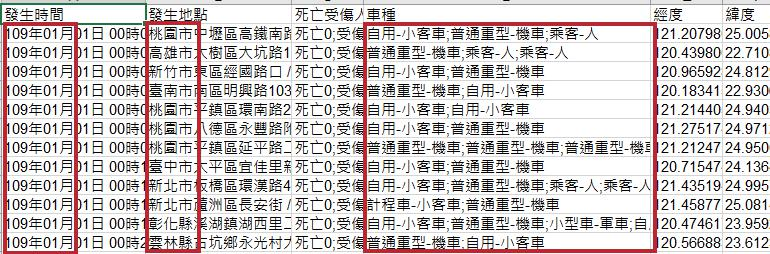 發生時間 發生地點 死亡受傷人 車種 經度 緯度
109年01月01日 00時0 桃園市中壢區高鐵南路 死亡0;受傷 自用-小客車;普通重型-機車;乘客-人 121.20798 25.005
109年01月01日 00時0 高雄市大樹區大坑路1 死亡0;受傷 普通重型-機車;乘客-人;乘客-人 120.43980 22.710
109年01月01日 00時 新竹市東區經國路口 / 死亡0;受傷 自用-小客車;普通重型-機車 120.96592 24.812
109年01月01日 00時 臺南市南區明興路103 死亡0;受傷 普通重型-機車;自用-小客車 120.18341 22.930
109年01月01日 00時 桃園市平鎮區環南路2 死亡0;受傷 自用-小客車;自用-小客車 121.21440 24.940
109年01月01日 00時 桃園市八德區永豐路附 死亡0;受傷 自用-小客車;普通重型-機車 121.27517 24.971
109年01月01日 00時 桃園市平鎮區延平路二 死亡0;受傷 普通重型-機車;普通重型-機車;普通重型-機車 121.21247 24.950
109年01月01日 00時1 臺中市太平區宜佳里新 死亡0;受傷 自用-小客車;普通重型-機車 120.71547 24.136
109年01月01日 00時1 新北市板橋區環漢路4 死亡0;受傷 自用-小客車;普通重型-機車;乘客-人;乘客-人 121.43519 24.995
109年01月01日 00時1 新北市蘆洲區長安街 / 死亡0;受傷 計程車-小客車;普通重型-機車 121.45877 25.081
109年01月01日 00時2 彰化縣溪湖鎮湖西里二 死亡0;受傷 自用-小客車;普通重型-機車;小型車-軍車;自 120.47461 23.959
109年01月01日 00時2 雲林縣古坑鄉永光村大 死亡0;受傷 普通重型-機車;自用-小客車 120.56688 23.612